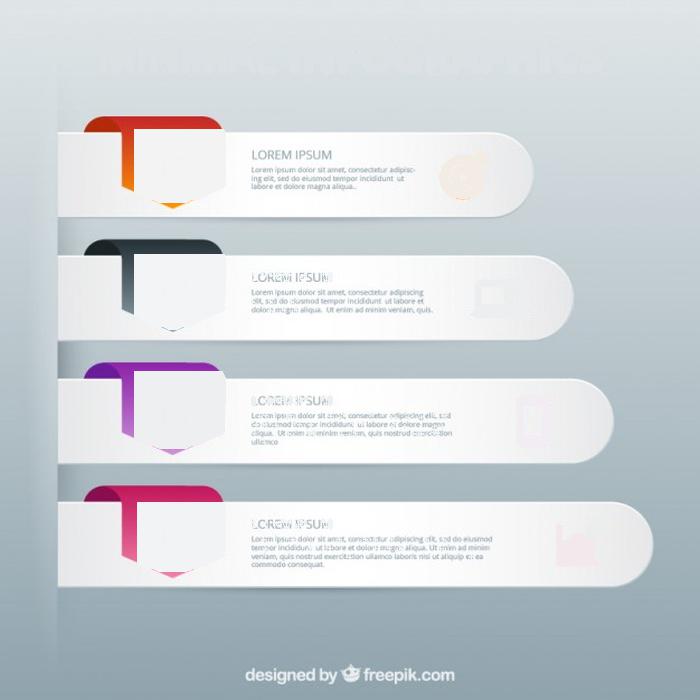 MINIMAL INFOGRAPHICS
LOREM IPSUM
Lorem ipsum dolor sit amet, consectetur adipisc-
ing elit, sed do eiusmod tempor incididunt ut
labore et dolore magna aliqua..
LOREM IPSUM
Lorem ipsum dolor sit amet, consectetur adipiscing
elit, sed do eiusmod tempor incididunt ut labore et
dolore magna aliqua. Ut enim ad minim veniam, quis.
LOREM IPSUM
Lorem ipsum dolor sit amet, consectetur adipiscing elit, sed
do eiusmod tempor incididunt ut labore et dolore magna
aliqua. Ut enim ad minim veniam, quis nostrud exercitation
ullamco
LOREM IPSUM
Lorem ipsum dolor sit amet, consectetur adipiscing elit, sed do eiusmod
tempor incididunt ut labore et dolore magna aliqua. Ut enim ad minim
veniam, quis nostrud exercitation ullamco laboris nisi ut aliquip ex ea
commodo consequat.
designed by freepik.com